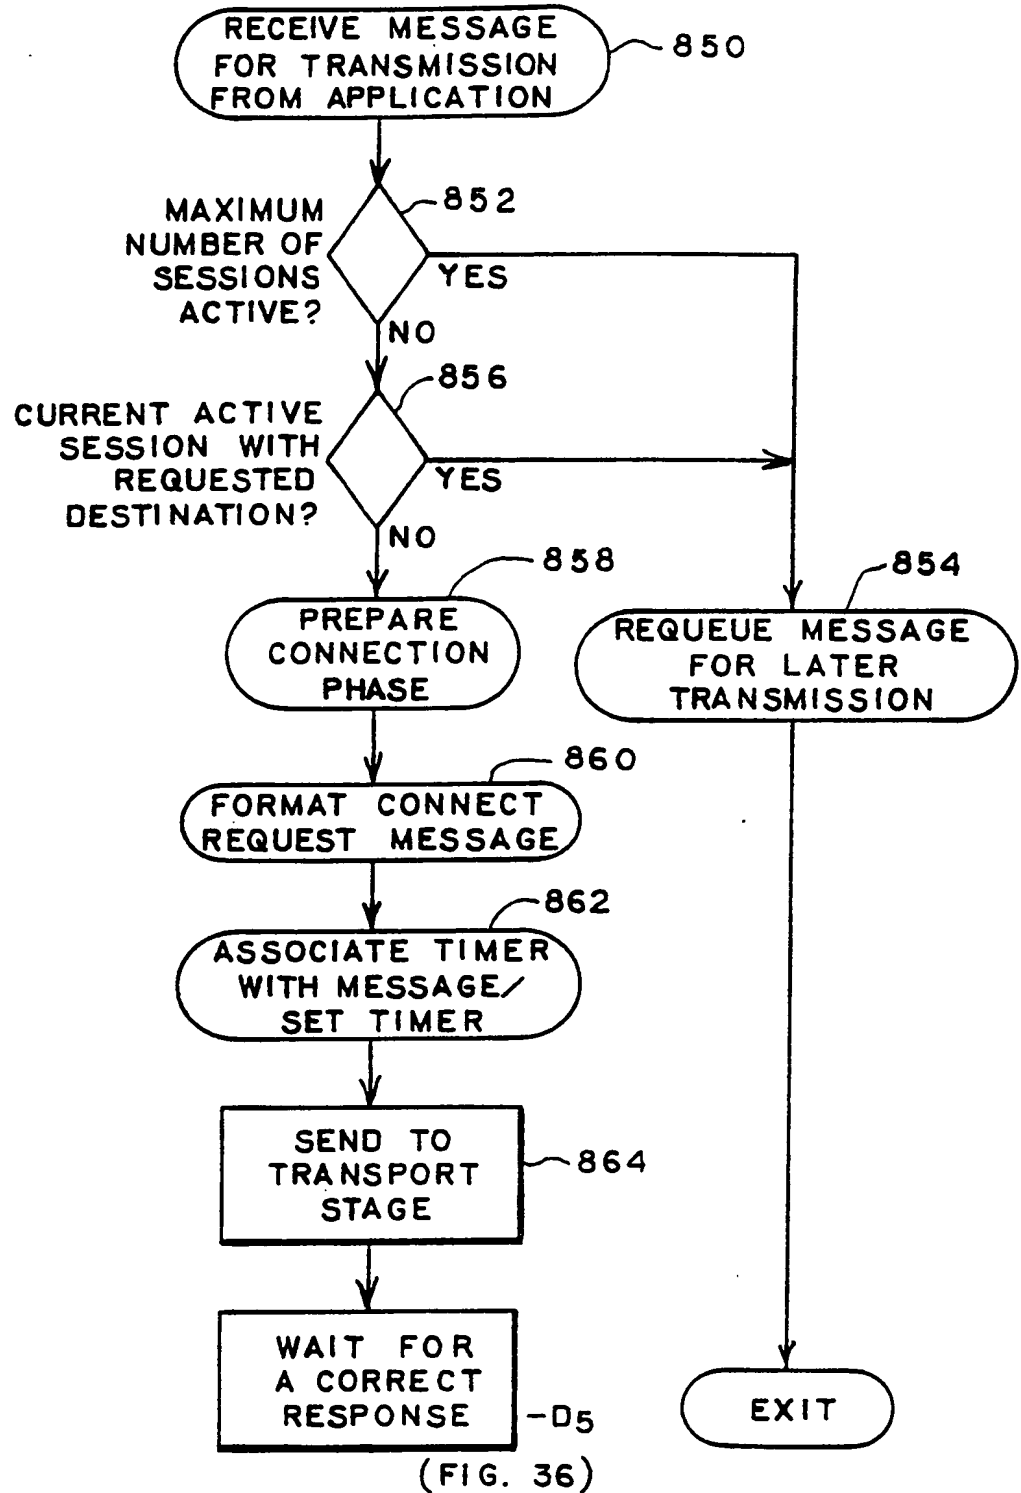 RECEIVE MESSAGE
FOR TRANSMISSION
FROM APPLICATION
850
852
MAXIMUM
NUMBER OF
SESSIONS
ACTIVE?
YES
NO
856
CURRENT ACTIVE
SESSION WITH
REQUESTED
DESTINATION?
YES
NO
858
PREPARE
CONNECTION
PHASE
854
REQUEUE MESSAGE
FOR LATER
TRANSMISSION
860
FORMAT CONNECT
REQUEST MESSAGE
862
ASSOCIATE TIMER
WITH MESSAGE/
SET TIMER
SEND TO
TRANSPORT
STAGE
864
WAIT FOR
A CORRECT
RESPONSE
-D5
EXIT
(FIG. 36)